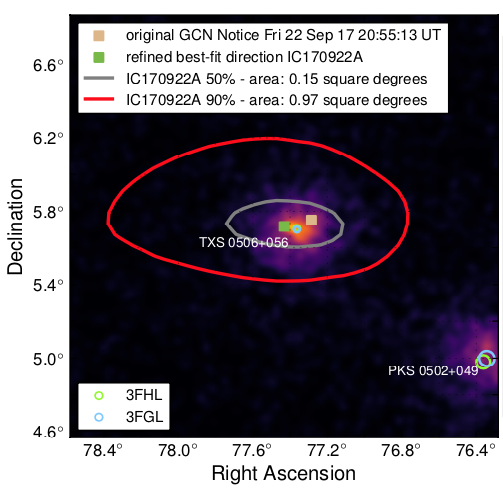 original GCN Notice Fri 22 Sep 17 20:55:13 UT
refined best-fit direction IC170922A
IC170922A 50% - area: 0.15 square degrees
IC170922A 90% - area: 0.97 square degrees
6.6°
6.2°
5.8°
5.4°
5.0°
4.6°
Declination
TXS 0506+056
PKS 0502+049
3FHL
3FGL
78.4° 78.0° 77.6° 77.2° 76.8° 76.4°
Right Ascension